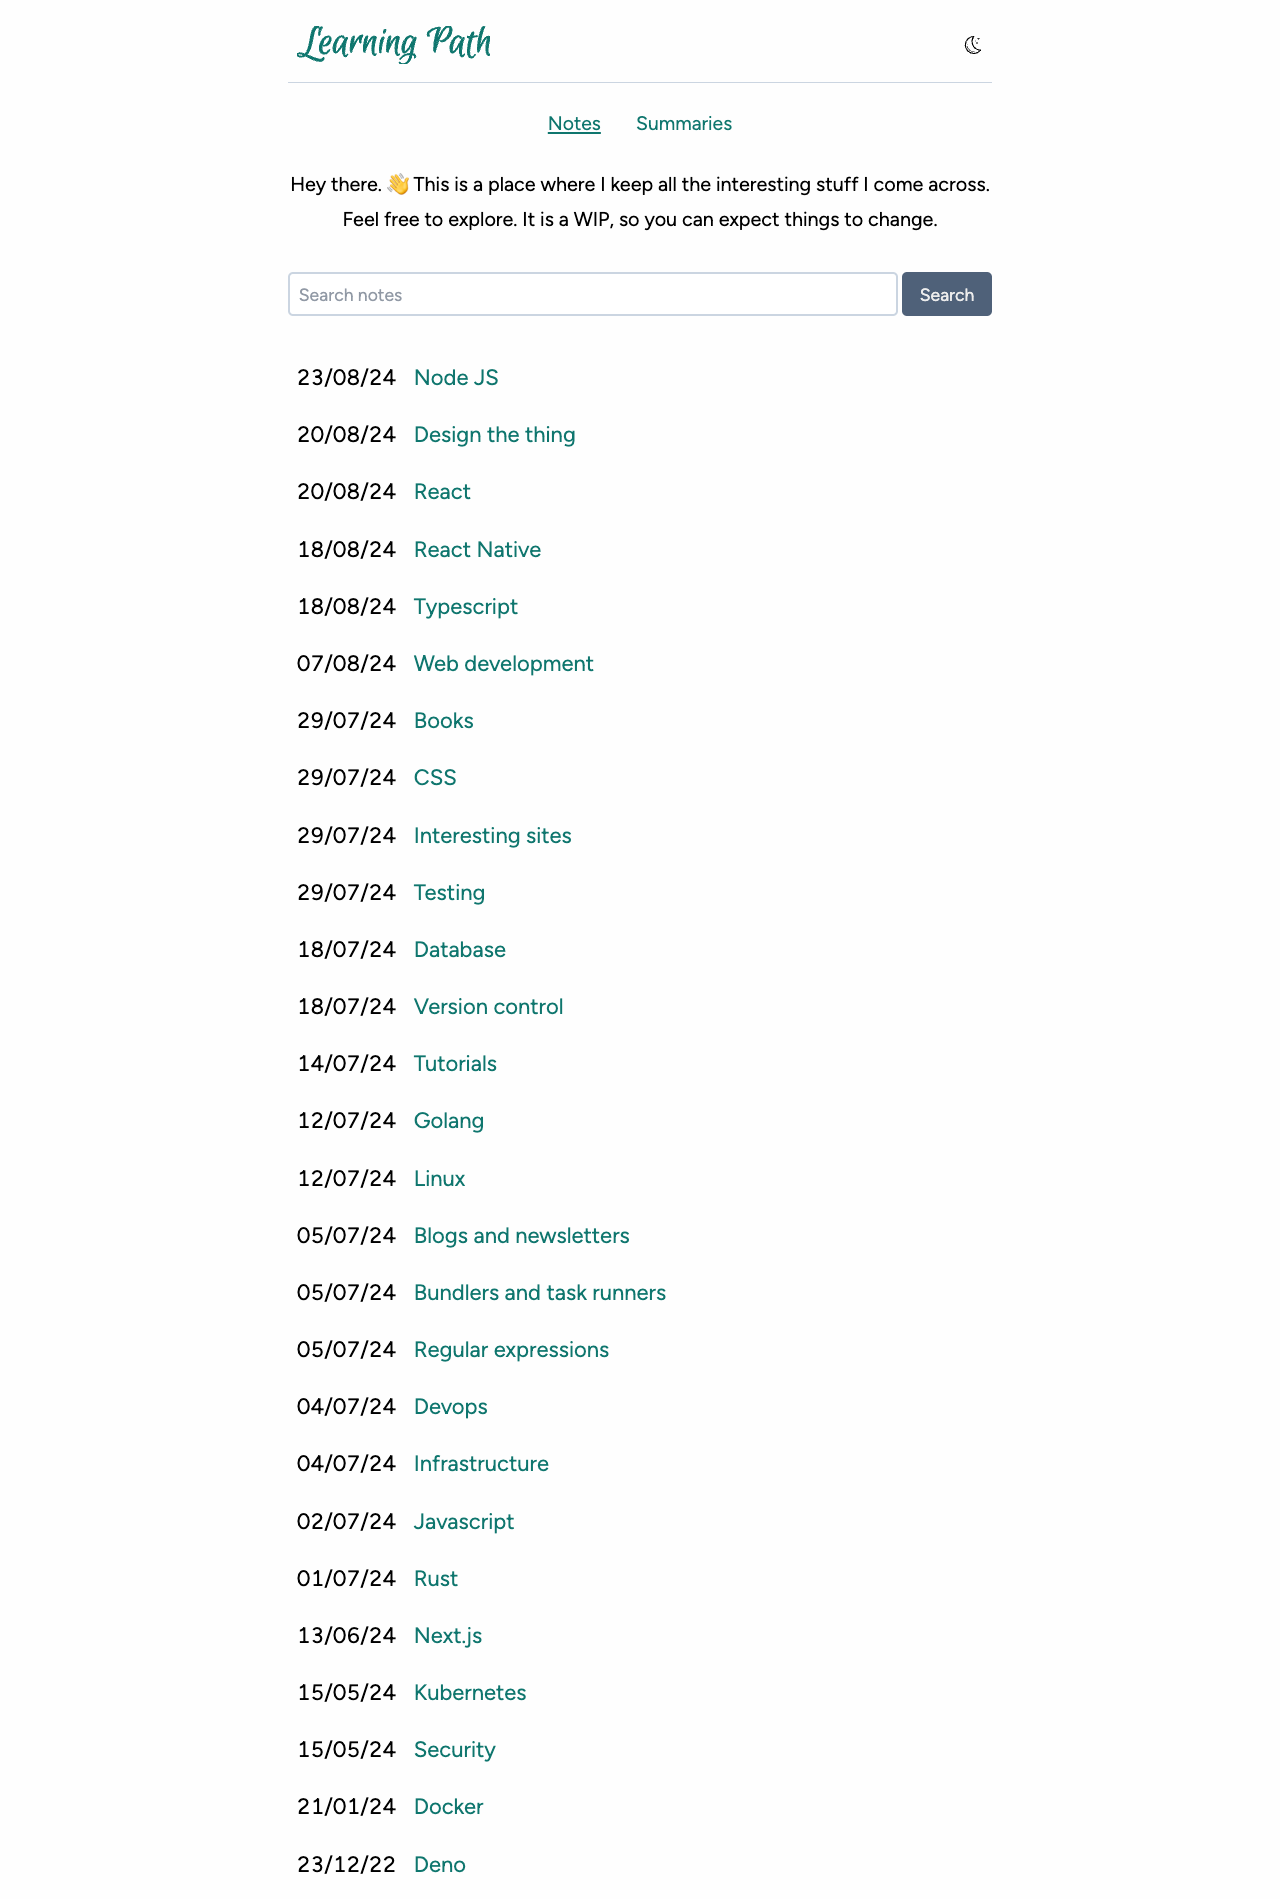 Learning Path
Notes Summaries
Hey there. 👋 This is a place where I keep all the interesting stuff I come across.
Feel free to explore. It is a WIP, so you can expect things to change.
Search notes Search
23/08/24 Node JS
20/08/24 Design the thing
20/08/24 React
18/08/24 React Native
18/08/24 Typescript
07/08/24 Web development
29/07/24 Books
29/07/24 CSS
29/07/24 Interesting sites
29/07/24 Testing
18/07/24 Database
18/07/24 Version control
14/07/24 Tutorials
12/07/24 Golang
12/07/24 Linux
05/07/24 Blogs and newsletters
05/07/24 Bundlers and task runners
05/07/24 Regular expressions
04/07/24 Devops
04/07/24 Infrastructure
02/07/24 Javascript
01/07/24 Rust
13/06/24 Next.js
15/05/24 Kubernetes
15/05/24 Security
21/01/24 Docker
23/12/22 Deno